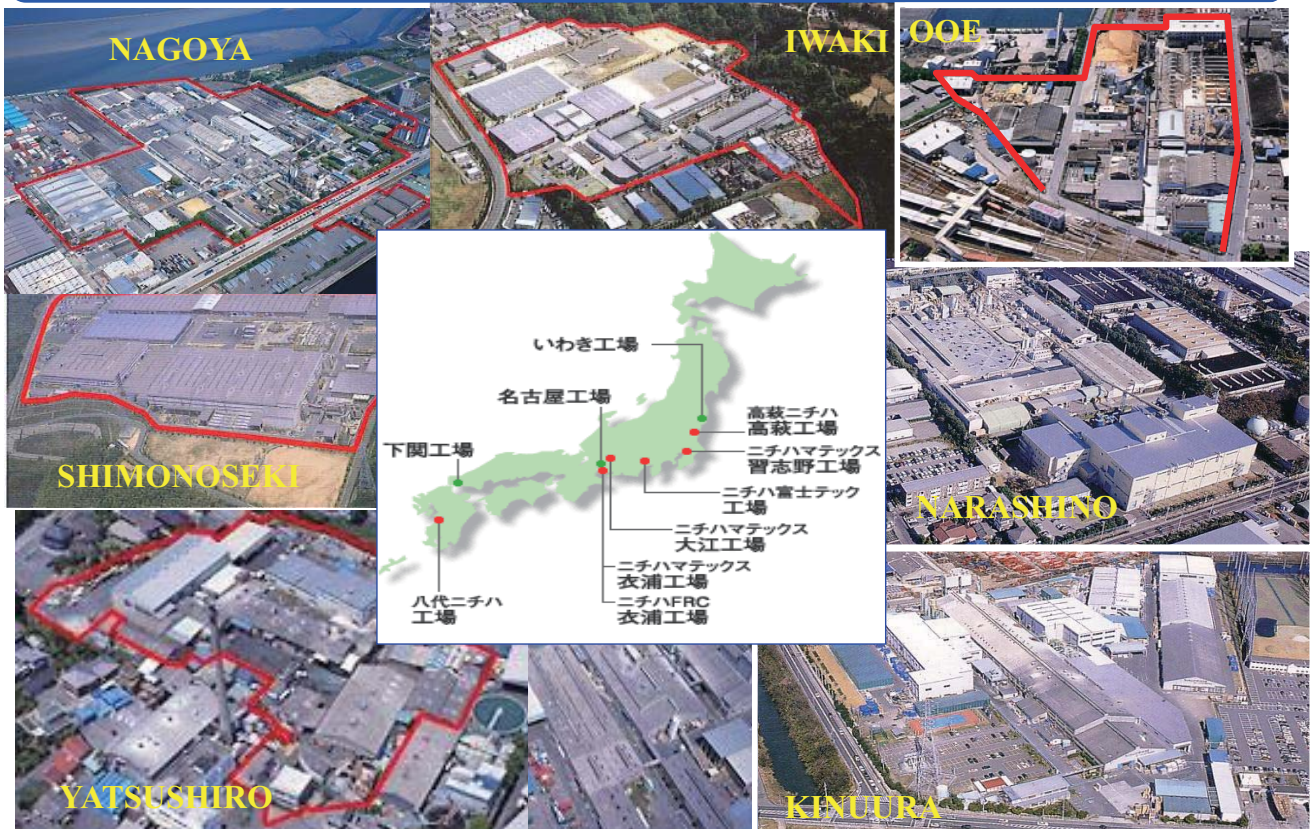 NAGOYA
IWAKI
OOE
いわき工場
名古屋工場
高萩ニチハ
高萩工場
下関工場
ニチハマテックス
習志野工場
SHIMONOSEKI
ニチハ富士テック
工場
NARASHINO
ニチハマテックス
大江工場
ニチハマテックス
衣浦工場
八代ニチハ
工場
ニチハFRC
衣浦工場
YATSUSHIRO
KINUURA